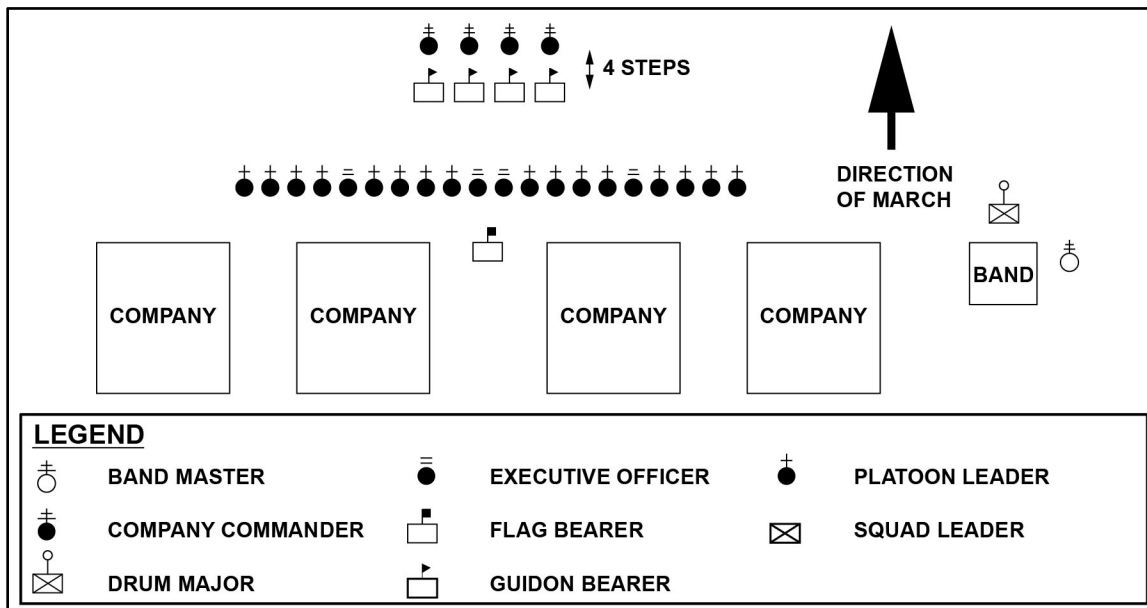 4 STEPS
DIRECTION
OF MARCH
BAND
COMPANY COMPANY COMPANY COMPANY
LEGEND
BAND MASTER EXECUTIVE OFFICER PLATOON LEADER
COMPANY COMMANDER FLAG BEARER SQUAD LEADER
DRUM MAJOR GUIDON BEARER